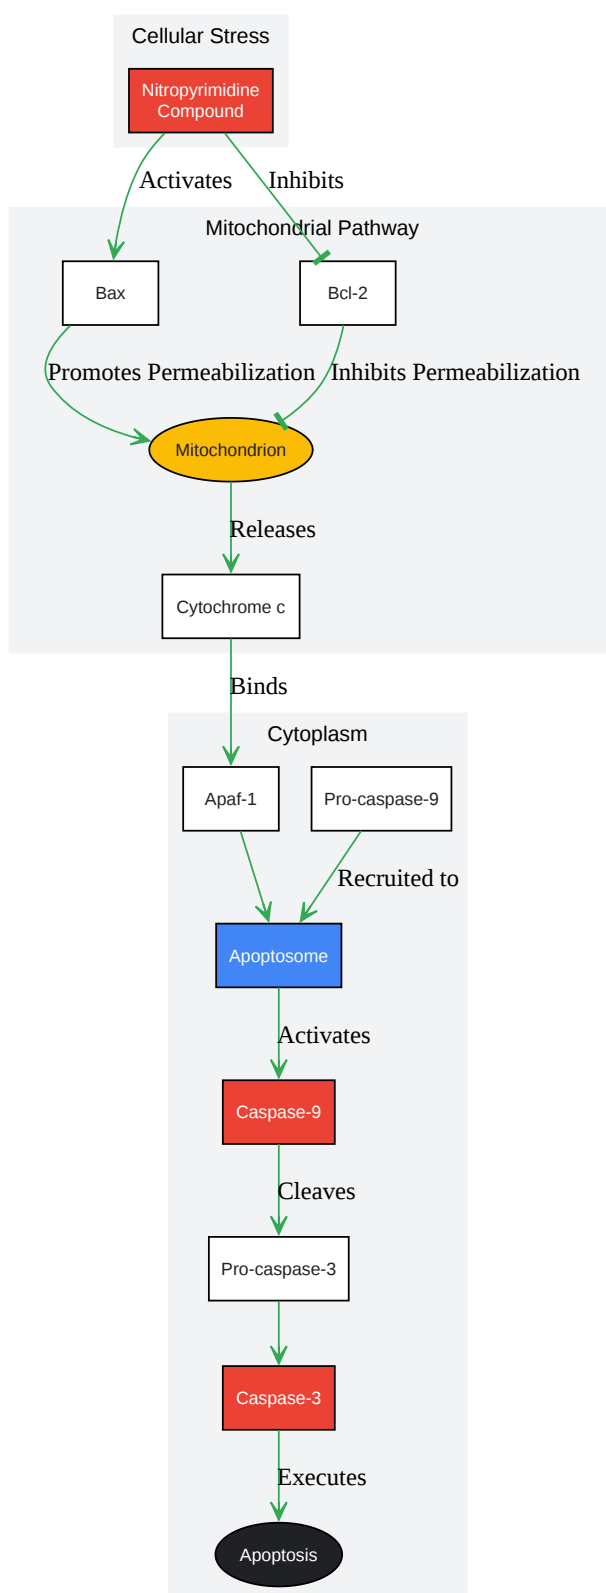 Cellular Stress
Nitropyrimidine
Compound
Activates
Inhibits
Mitochondrial Pathway
Bax
Bcl-2
Promotes Permeabilization
Inhibits Permeabilization
Mitochondrion
Releases
Cytochrome c
Binds
Cytoplasm
Apaf-1
Pro-caspase-9
Recruited to
Apoptosome
Activates
Caspase-9
Cleaves
Pro-caspase-3
Caspase-3
Executes
Apoptosis